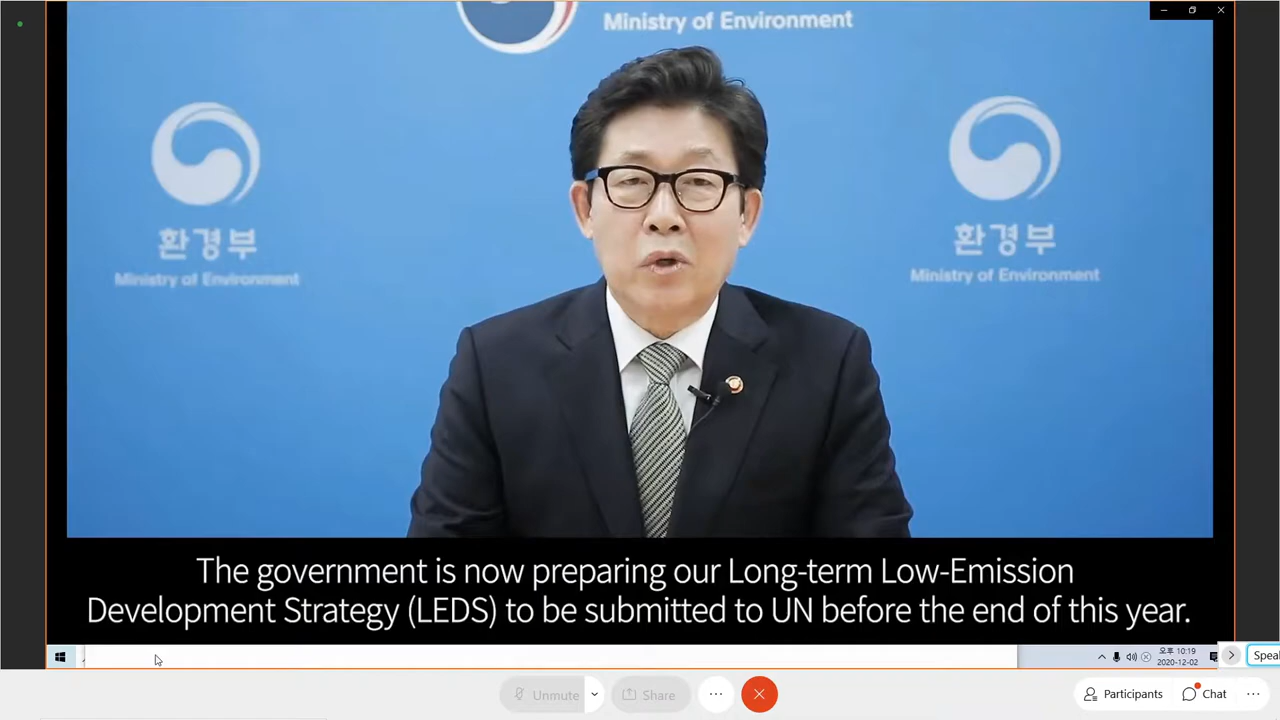 Ministry of Environment
환경부
Ministry of Environment
환경부
Ministry of Environment
The government is now preparing our Long-term Low-Emission
Development Strategy (LEDS) to be submitted to UN before the end of this year.
오후 10:19
2020-12-02
Speak
Unmute
Share
Participants
Chat